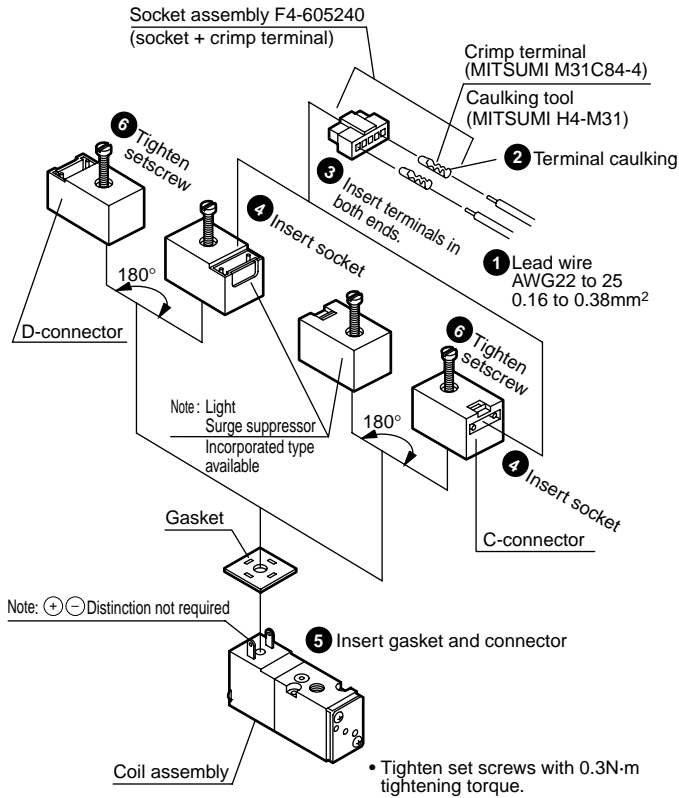 Socket assembly F4-605240
(socket + crimp terminal)
Crimp terminal
(MITSUMI M31C84-4)
Caulking tool
(MITSUMI H4-M31)
2 Terminal caulking
6 Tighten
setscrew
3 Insert terminals in
both ends.
4 Insert socket
1 Lead wire
AWG22 to 25
0.16 to 0.38mm²
180°
D-connector
6 Tighten
setscrew
Note: Light
Surge suppressor
Incorporated type
available
180°
4 Insert socket
C-connector
Gasket
Note: ⊕⊖ Distinction not required
5 Insert gasket and connector
Coil assembly
• Tighten set screws with 0.3N·m
tightening torque.